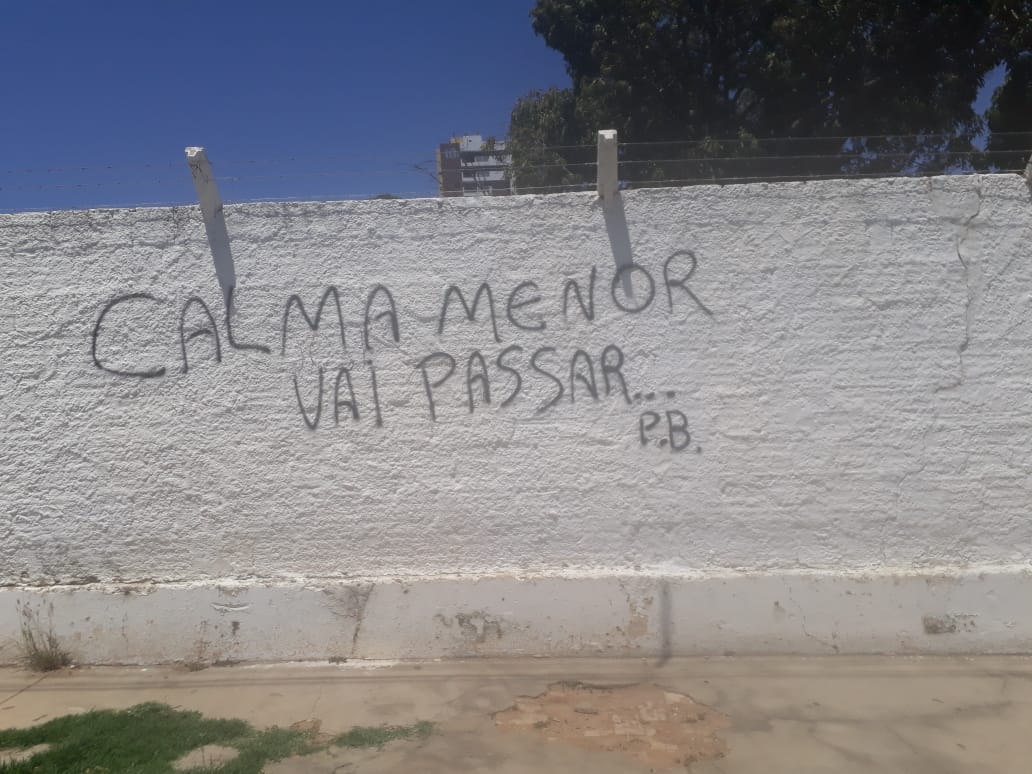 CALMA MENOR
VAI PASSAR...
P.B.